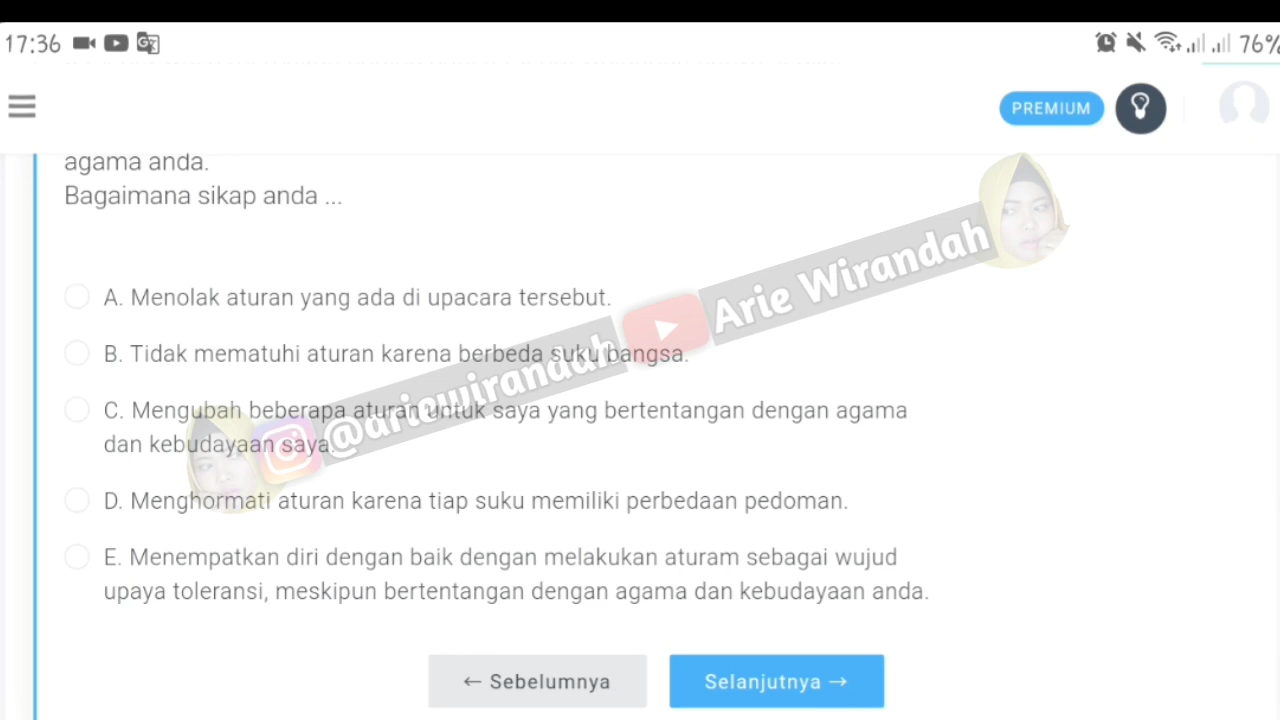 17:36
76%
PREMIUM
agama anda.
Bagaimana sikap anda ...
A. Menolak aturan yang ada di upacara tersebut.
B. Tidak mematuhi aturan karena berbeda suku bangsa.
C. Mengubah beberapa aturan untuk saya yang bertentangan dengan agama
dan kebudayaan saya.
D. Menghormati aturan karena tiap suku memiliki perbedaan pedoman.
E. Menempatkan diri dengan baik dengan melakukan aturam sebagai wujud
upaya toleransi, meskipun bertentangan dengan agama dan kebudayaan anda.
@ariewirandah
Arie Wirandah
← Sebelumnya
Selanjutnya →